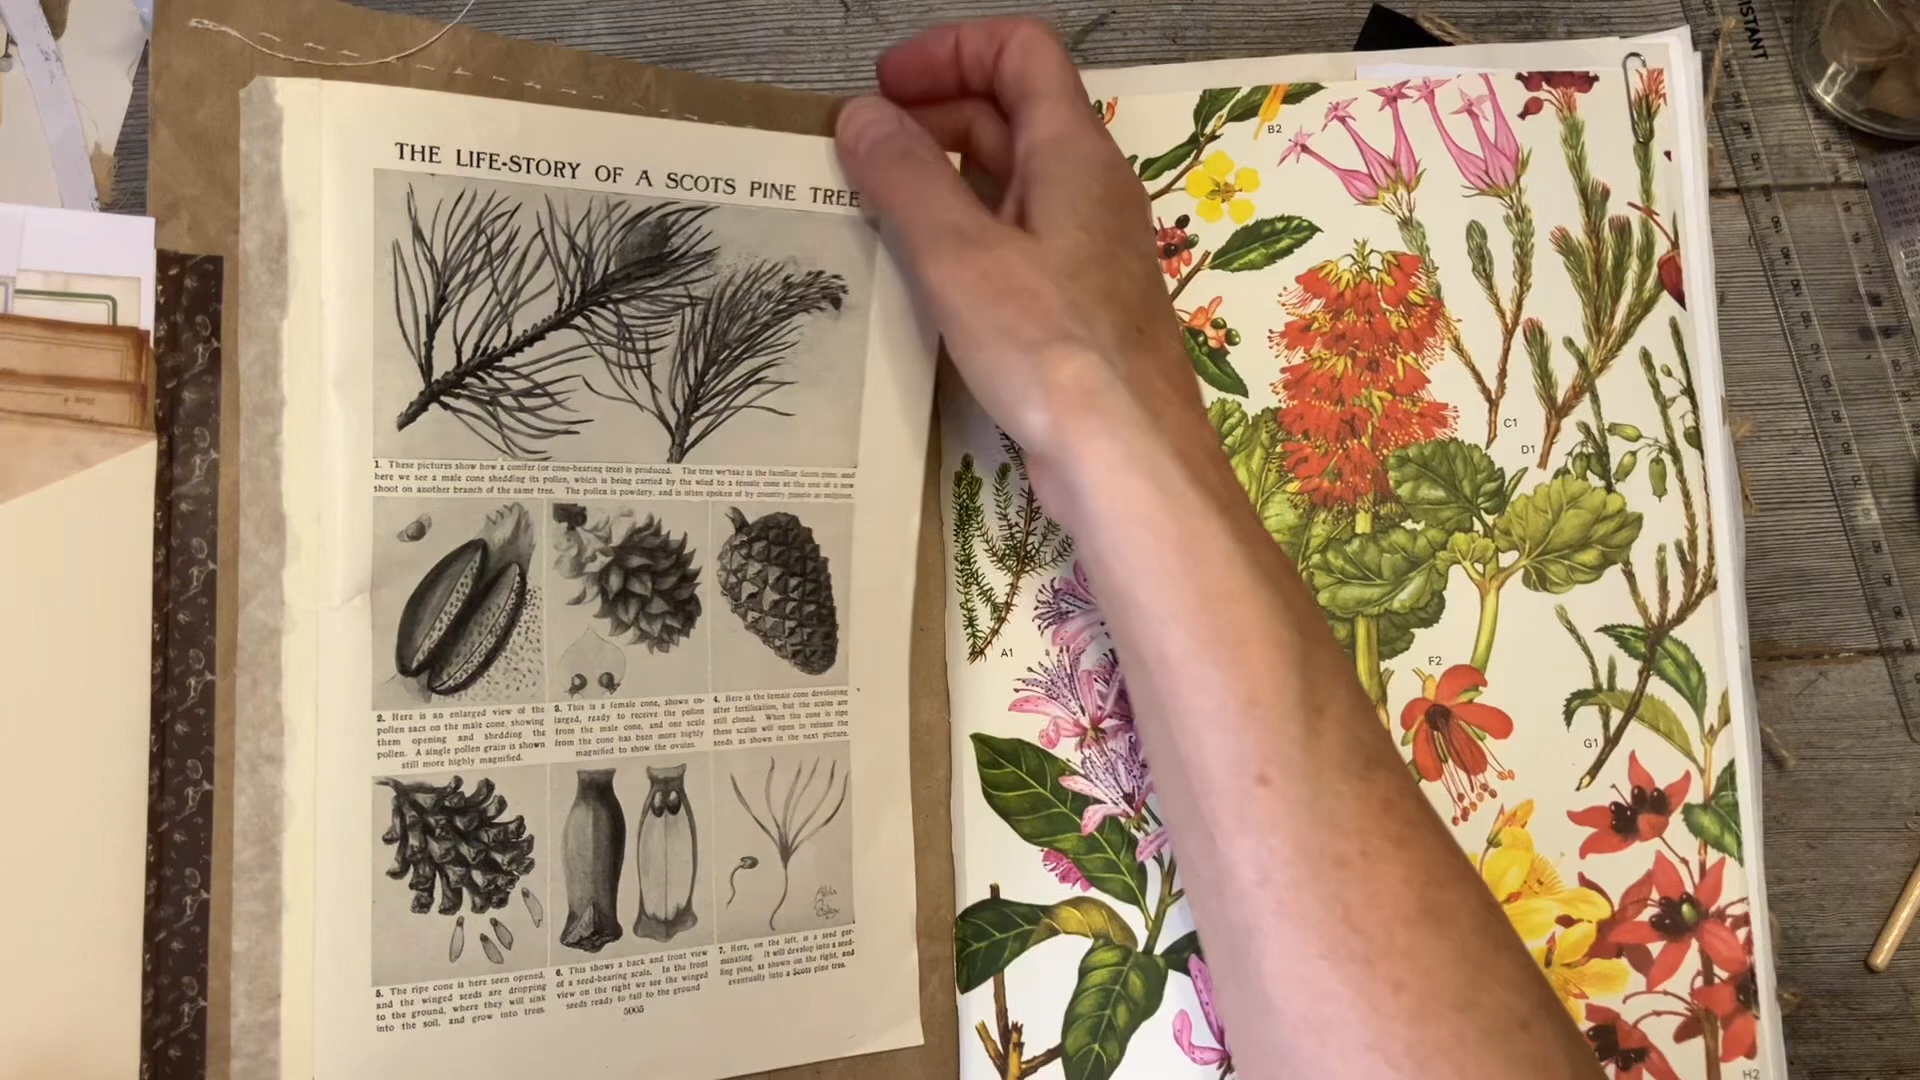 THE LIFE-STORY OF A SCOTS PINE TREE
1. These pictures show how a conifer (or cone-bearing tree) is produced. The tree we take is the familiar Scots pine, and
here we see a male cone shedding its pollen, which is being carried by the wind to a female cone at the end of a new
shoot on another branch of the same tree. The pollen is powdery, and is often spoken of by country people as
2. Here is an enlarged view of the
pollen sacs on the male cone, showing
them opening and shedding the
pollen. A single pollen grain is shown
still more highly magnified.
3. This is a female cone, shown en-
larged, ready to receive the pollen
from the male cone, and one scale
from the cone has been more highly
magnified to show the ovules.
4. Here is the female cone developing
after fertilisation, but the scales are
still closed. When the cone is ripe
these scales will open to release the
seeds as shown in the next picture.
5. The ripe cone is here seen opened,
and the winged seeds are dropping
to the ground, where they will sink
into the soil, and grow into trees
6. This shows a back and front view
of a seed-bearing scale. In the front
view on the right we see the winged
seeds ready to fall to the ground
7. Here, on the left, is a seed ger-
minating. It will develop into a seed-
ling pine, as shown on the right, and
eventually into a Scots pine tree.
5005
B2
C1
D1
A1
F2
G1
H2
ISTANT